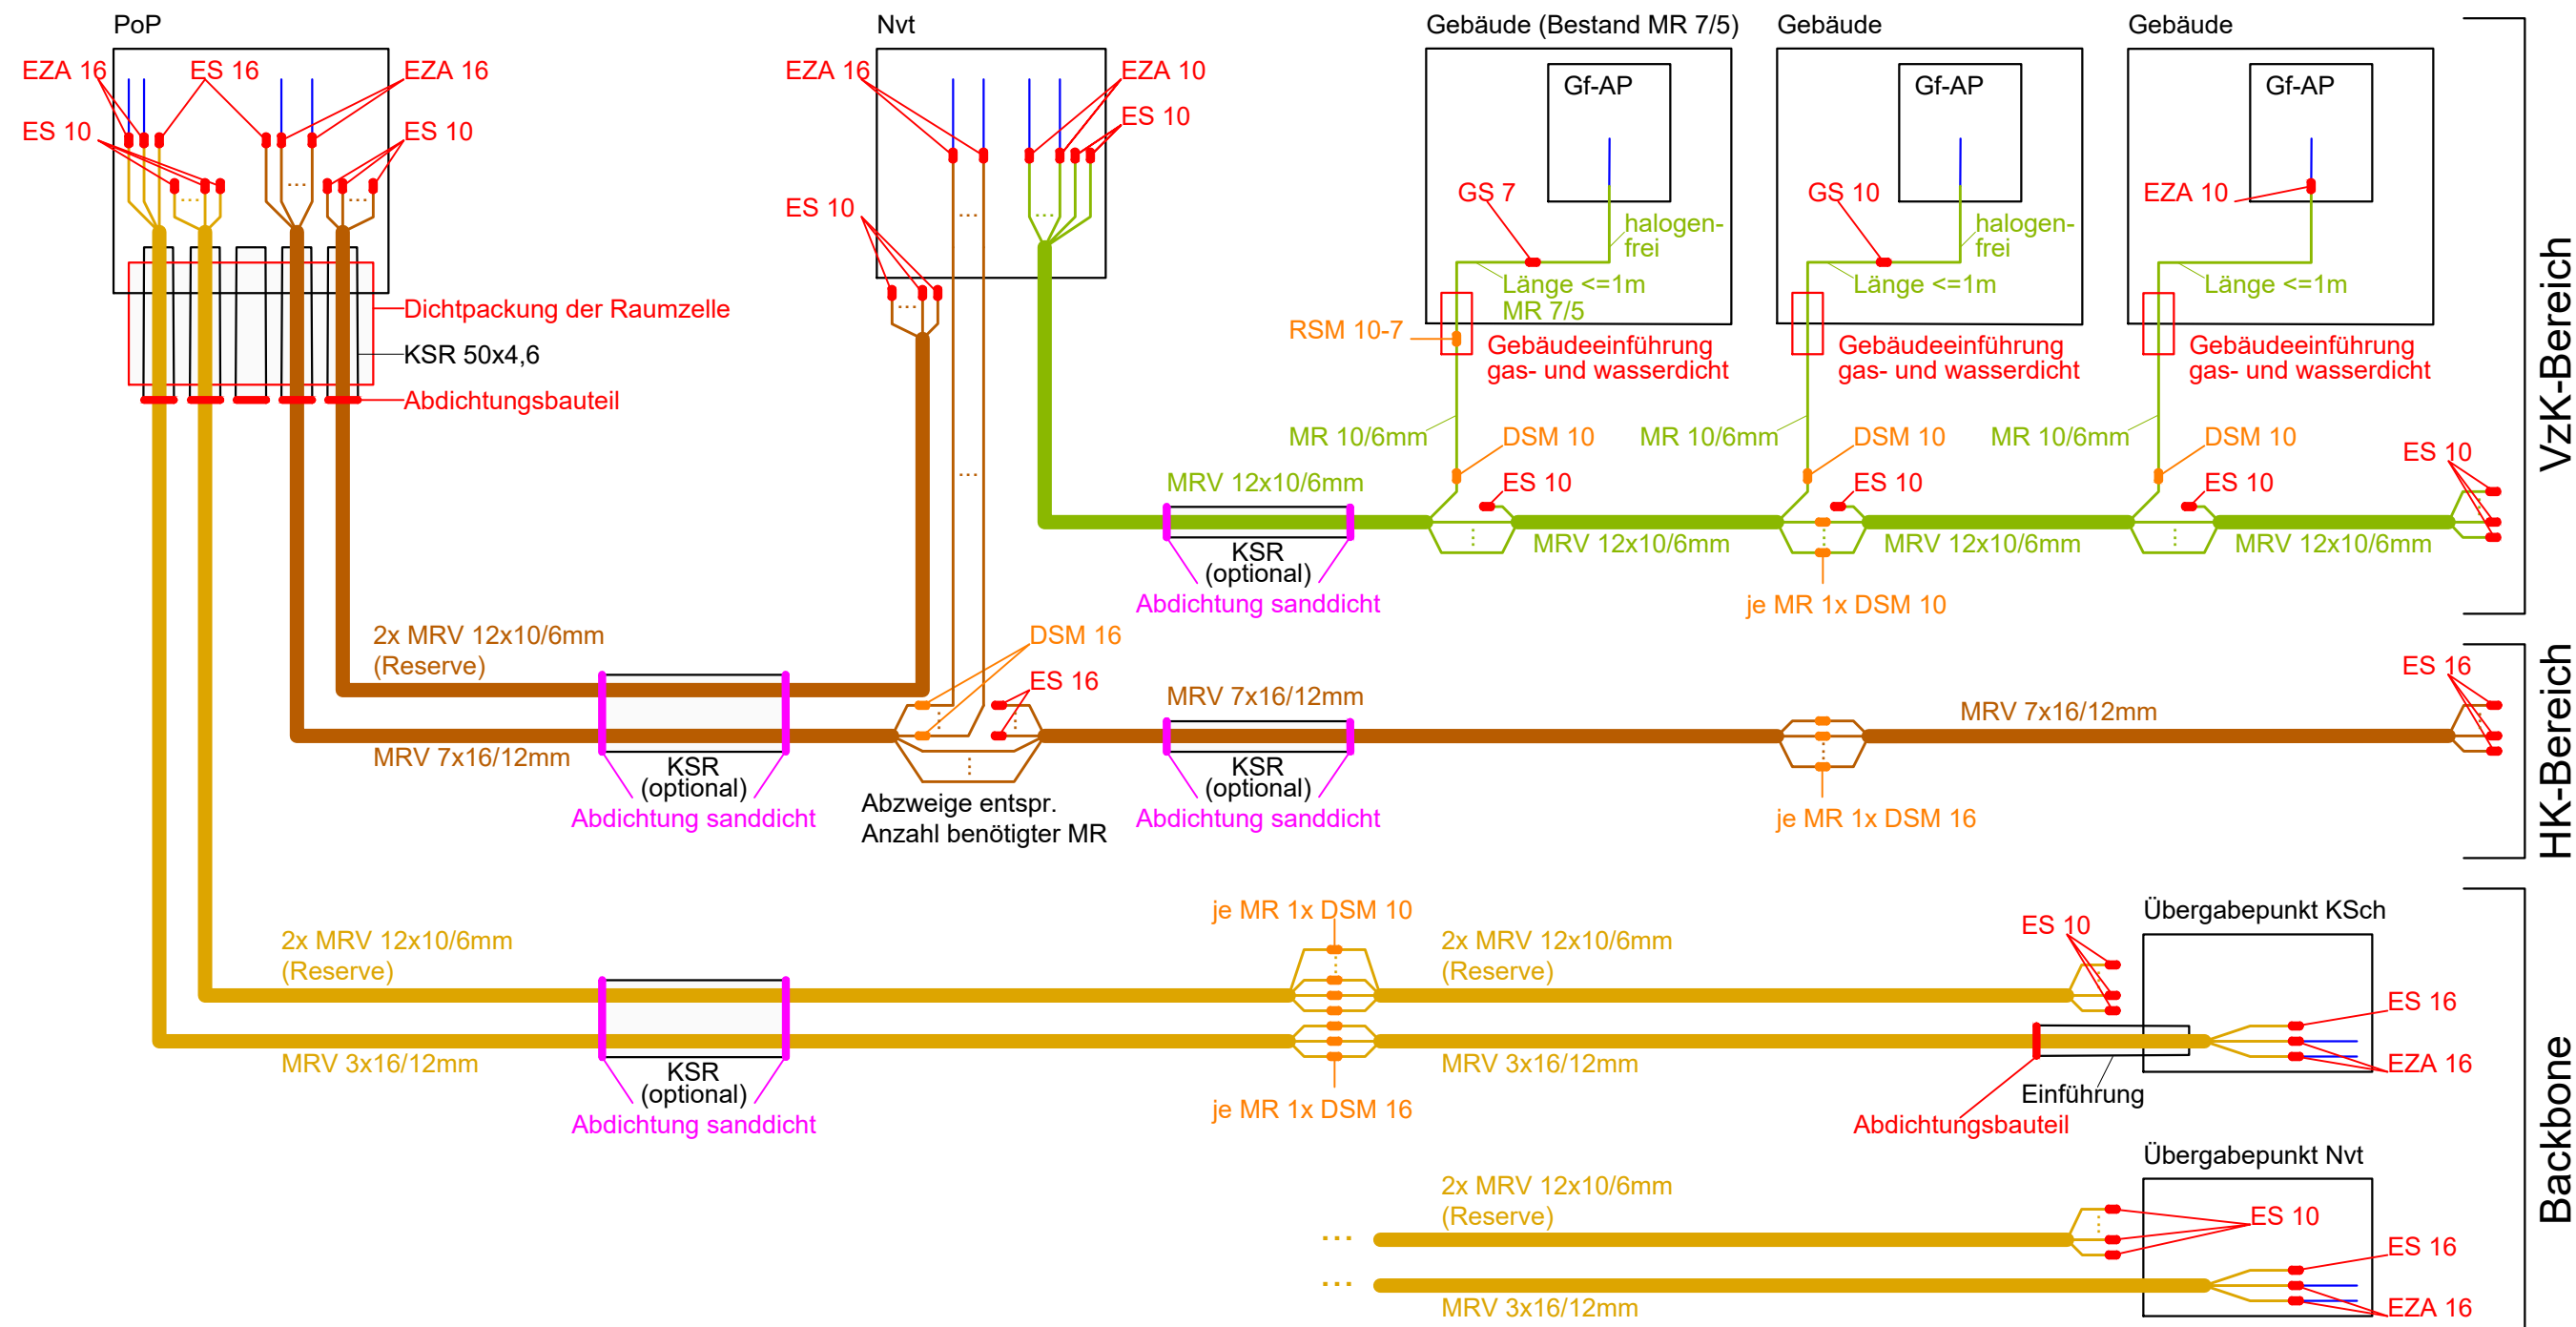 PoP
Nvt
Gebäude (Bestand MR 7/5)
Gebäude
Gebäude
EZA 16
ES 16
EZA 16
EZA 16
EZA 10
Gf-AP
Gf-AP
Gf-AP
ES 10
ES 10
ES 10
ES 10
GS 7
GS 10
EZA 10
halogen-
frei
halogen-
frei
Länge <=1m
MR 7/5
Länge <=1m
Länge <=1m
Dichtpackung der Raumzelle
KSR 50x4,6
Abdichtungsbauteil
RSM 10-7
Gebäudeeinführung
gas- und wasserdicht
Gebäudeeinführung
gas- und wasserdicht
Gebäudeeinführung
gas- und wasserdicht
MR 10/6mm
DSM 10
MR 10/6mm
DSM 10
MR 10/6mm
DSM 10
ES 10
MRV 12x10/6mm
ES 10
ES 10
ES 10
KSR
(optional)
Abdichtung sanddicht
MRV 12x10/6mm
MRV 12x10/6mm
MRV 12x10/6mm
je MR 1x DSM 10
VzK-Bereich
2x MRV 12x10/6mm
(Reserve)
DSM 16
ES 16
MRV 7x16/12mm
MRV 7x16/12mm
ES 16
MRV 7x16/12mm
KSR
(optional)
Abdichtung sanddicht
Abzweige entspr.
Anzahl benötigter MR
KSR
(optional)
Abdichtung sanddicht
je MR 1x DSM 16
HK-Bereich
je MR 1x DSM 10
2x MRV 12x10/6mm
(Reserve)
2x MRV 12x10/6mm
(Reserve)
ES 10
Übergabepunkt KSch
ES 16
EZA 16
MRV 3x16/12mm
KSR
(optional)
Abdichtung sanddicht
MRV 3x16/12mm
je MR 1x DSM 16
Einführung
Abdichtungsbauteil
Übergabepunkt Nvt
2x MRV 12x10/6mm
(Reserve)
ES 10
ES 16
MRV 3x16/12mm
EZA 16
Backbone